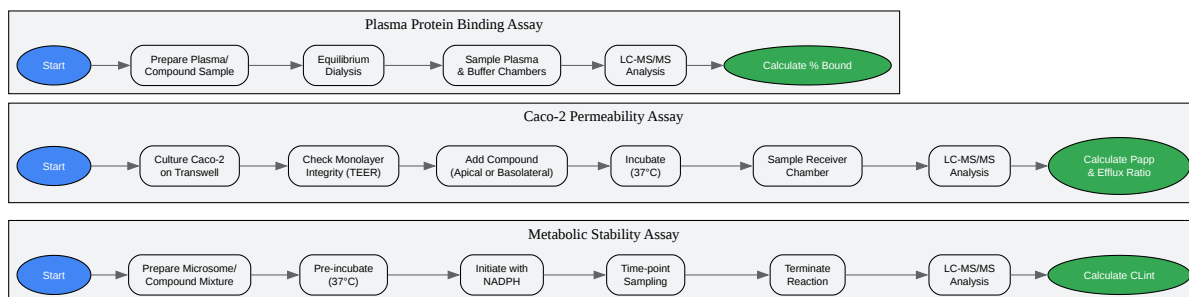 Plasma Protein Binding Assay
Start
Prepare Plasma/
Compound Sample
Equilibrium
Dialysis
Sample Plasma
& Buffer Chambers
LC-MS/MS
Analysis
Calculate % Bound
Caco-2 Permeability Assay
Start
Culture Caco-2
on Transwell
Check Monolayer
Integrity (TEER)
Add Compound
(Apical or Basolateral)
Incubate
(37°C)
Sample Receiver
Chamber
LC-MS/MS
Analysis
Calculate Papp
& Efflux Ratio
Metabolic Stability Assay
Start
Prepare Microsome/
Compound Mixture
Pre-incubate
(37°C)
Initiate with
NADPH
Time-point
Sampling
Terminate
Reaction
LC-MS/MS
Analysis
Calculate CLint